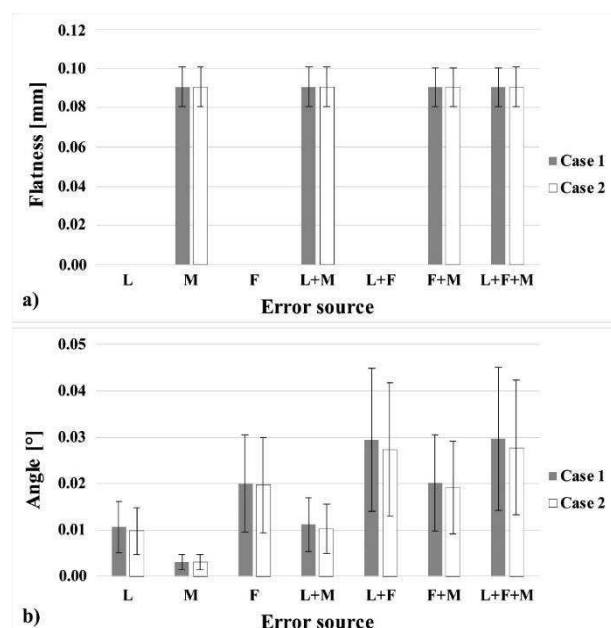 0.12
0.10
0.08
0.06
0.04
0.02
0.00
Flatness [mm]
L M F L+M L+F F+M L+F+M
Error source
Case 1
Case 2
a)
0.05
0.04
0.03
0.02
0.01
0.00
Angle [°]
L M F L+M L+F F+M L+F+M
Error source
Case 1
Case 2
b)